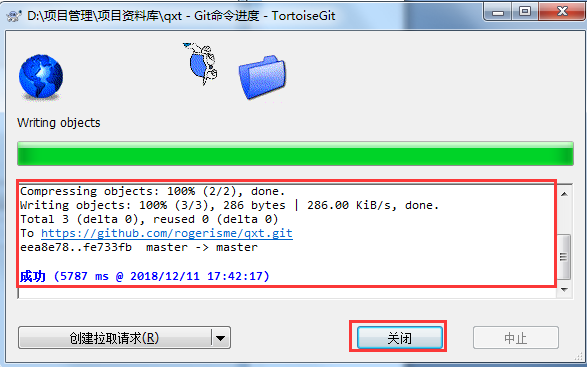 D:\项目管理\项目资料库\qxt - Git命令进度 - TortoiseGit
Writing objects
Compressing objects: 100% (2/2), done.
Writing objects: 100% (3/3), 286 bytes | 286.00 KiB/s, done.
Total 3 (delta 0), reused 0 (delta 0)
To https://github.com/rogerisme/qxt.git
eea8e78..fe733fb  master -> master
成功 (5787 ms @ 2018/12/11 17:42:17)
创建拉取请求(R)
关闭
中止